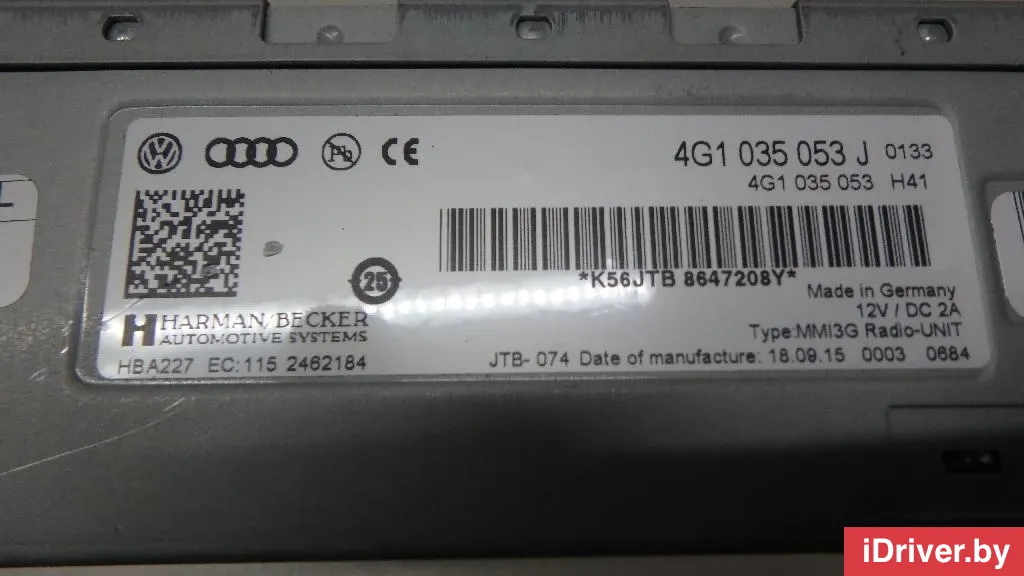 4G1 035 053 J 0133
4G1 035 053 H41
Pb CE
25
*K56JTB 8647208Y*
Made in Germany
12V / DC 2A
Type:MMI3G Radio-UNIT
HARMAN/BECKER
AUTOMOTIVE SYSTEMS
HBA227 EC: 115 2462184
JTB- 074 Date of manufacture: 18.09.15 0003 0684
L
iDriver.by